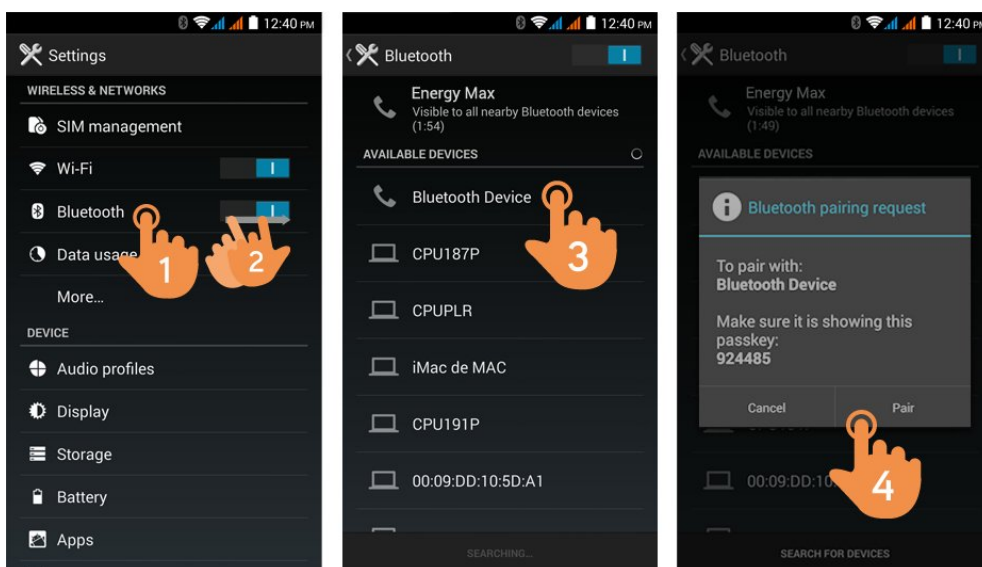 12:40 PM
Settings
WIRELESS & NETWORKS
SIM management
Wi-Fi
Bluetooth
1
2
Data usage
More...
DEVICE
Audio profiles
Display
Storage
Battery
Apps
12:40 PM
Bluetooth
Energy Max
Visible to all nearby Bluetooth devices
(1:54)
AVAILABLE DEVICES
Bluetooth Device
3
CPU187P
CPUPLR
iMac de MAC
CPU191P
00:09:DD:10:5D:A1
SEARCHING...
12:40 PM
Bluetooth
Energy Max
Visible to all nearby Bluetooth devices
(1:49)
AVAILABLE DEVICES
Bluetooth pairing request
To pair with:
Bluetooth Device
Make sure it is showing this
passkey:
924485
Cancel
Pair
4
00:09:DD:10
SEARCH FOR DEVICES